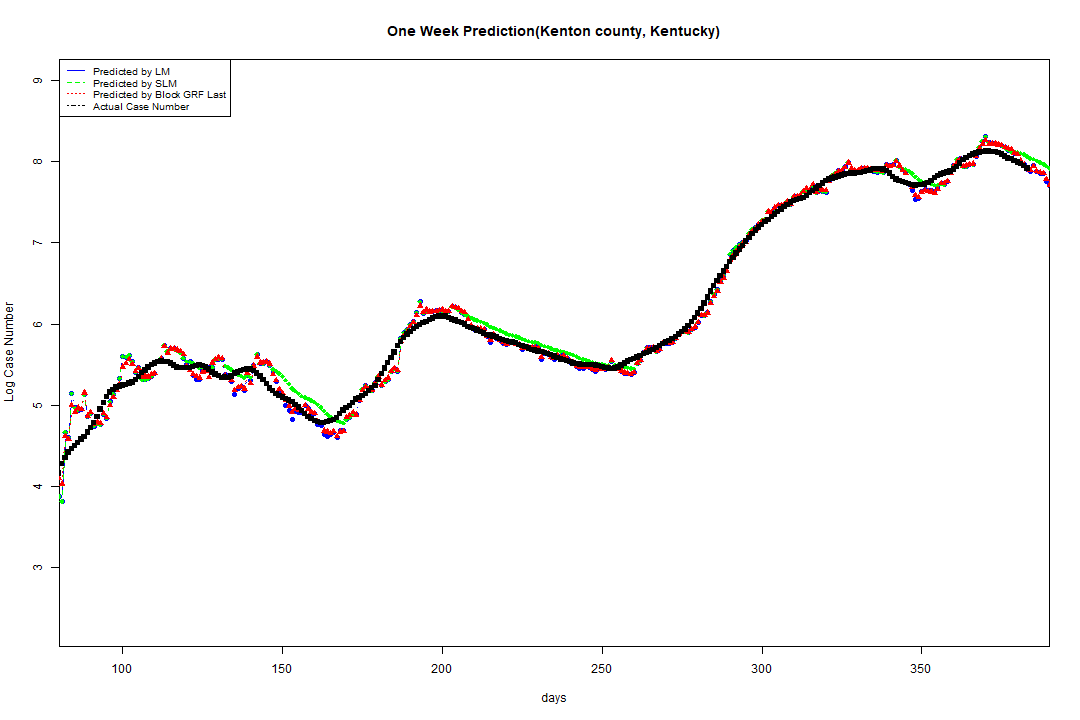 One Week Prediction(Kenton county, Kentucky)
Predicted by LM
Predicted by SLM
Predicted by Block GRF Last
Actual Case Number
9
8
7
6
5
4
3
Log Case Number
100 150 200 250 300 350
days